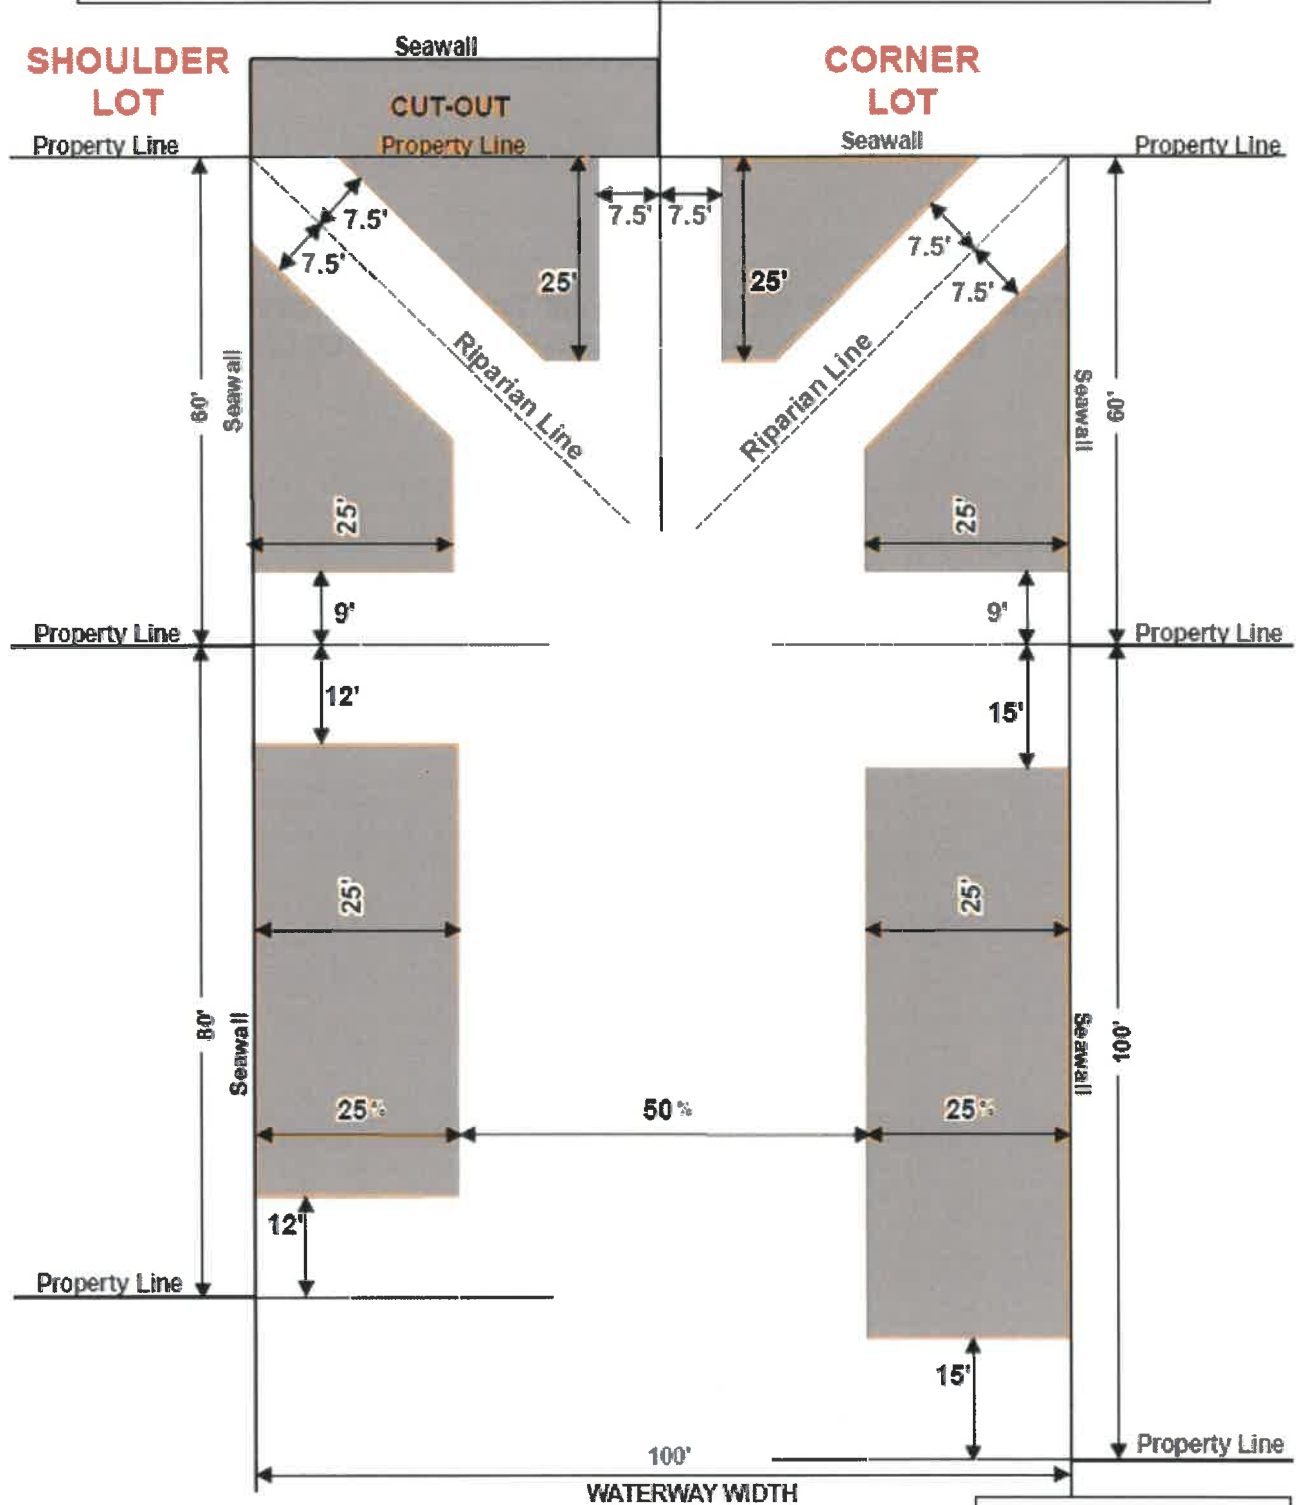 Seawall
SHOULDER
LOT
CORNER
LOT
CUT-OUT
Property Line
Property Line
Seawall
Property Line
7.5'
7.5'
7.5'
7.5'
7.5'
7.5'
25'
25'
Riparian Line
Riparian Line
60'
Seawall
Seawall
60'
25'
25'
9'
9'
Property Line
Property Line
12'
15'
25'
25'
80'
Seawall
Seawall
100'
25%
50%
25%
12'
Property Line
15'
Property Line
100'
WATERWAY WIDTH